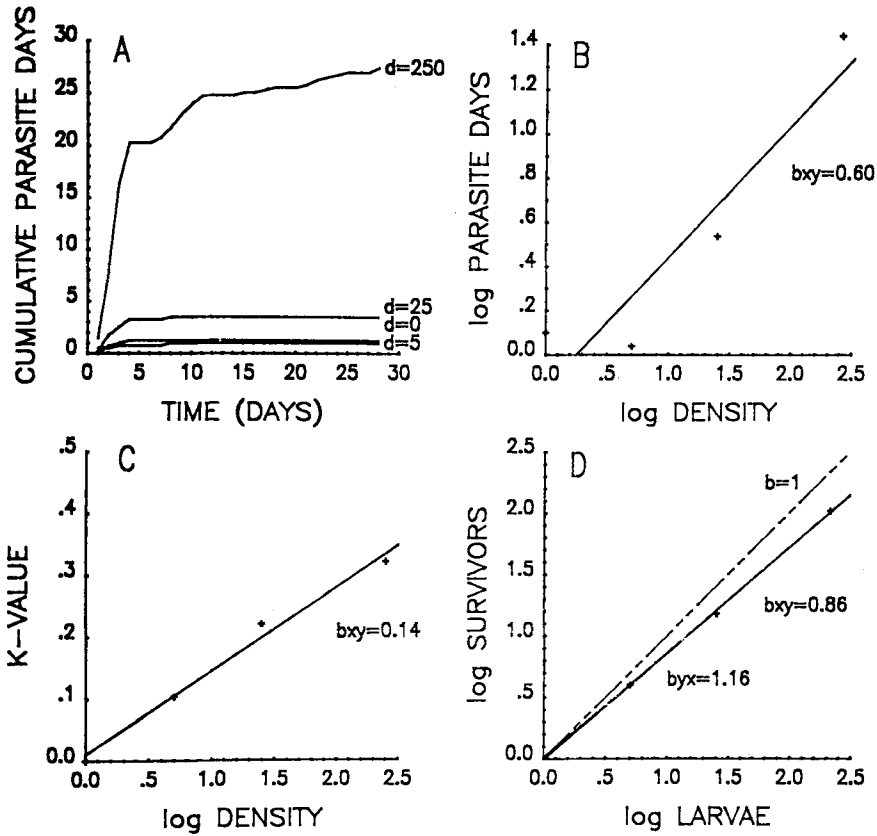 A
CUMULATIVE PARASITE DAYS
30
25
20
15
10
5
0
d=250
d=25
d=0
d=5
0
5
10
15
20
25
30
TIME (DAYS)
B
log PARASITE DAYS
1.4
1.2
1.0
.8
.6
.4
.2
0.0
bxy=0.60
0.0
0.5
1.0
1.5
2.0
2.5
log DENSITY
C
K-VALUE
.5
.4
.3
.2
.1
0.0
bxy=0.14
0.0
.5
1.0
1.5
2.0
2.5
log DENSITY
D
log SURVIVORS
2.5
2.0
1.5
1.0
.5
0.0
b=1
bxy=0.86
byx=1.16
0.0
.5
1.0
1.5
2.0
2.5
log LARVAE